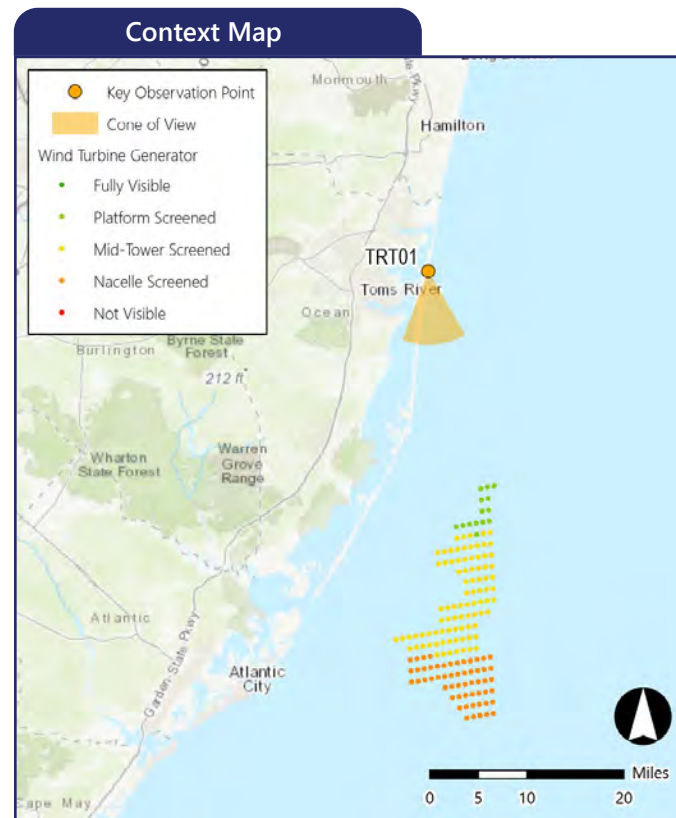 Context Map
Key Observation Point
Cone of View
Wind Turbine Generator
Fully Visible
Platform Screened
Mid-Tower Screened
Nacelle Screened
Not Visible
Monmouth
Pkwy
Hamilton
TRT01
Toms River
Ocean
Burlington
Byrne State
Forest
212 ft
Wharton
State Forest
Warren
Grove
Range
Atlantic
Garden State Pkwy
Atlantic
City
Cape May
Miles
0 5 10 20